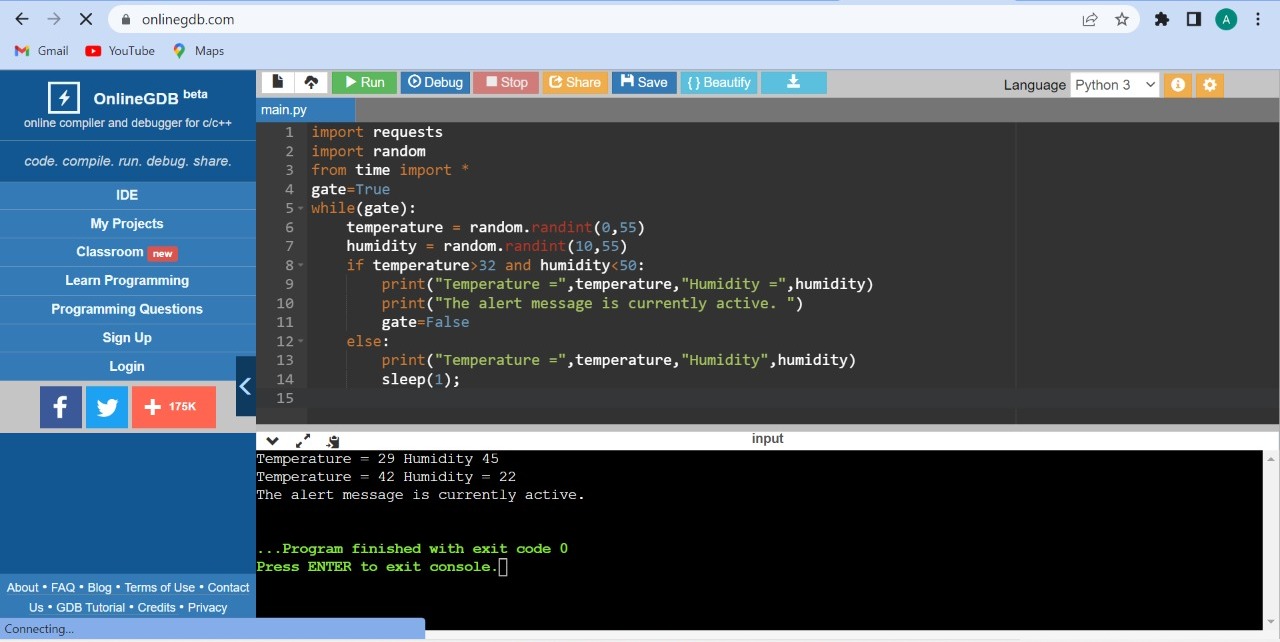 onlinegdb.com
A
Gmail YouTube Maps
OnlineGDB beta
online compiler and debugger for c/c++
code. compile. run. debug. share.
IDE
My Projects
Classroom new
Learn Programming
Programming Questions
Sign Up
Login
f + 175K
About • FAQ • Blog • Terms of Use • Contact
Us • GDB Tutorial • Credits • Privacy
Connecting...
Run Debug Stop Share Save {} Beautify
Language Python 3
main.py
1 import requests
2 import random
3 from time import *
4 gate=True
5 while(gate):
6 temperature = random.randint(0,55)
7 humidity = random.randint(10,55)
8 if temperature>32 and humidity<50:
9 print("Temperature =",temperature,"Humidity =",humidity)
10 print("The alert message is currently active. ")
11 gate=False
12 else:
13 print("Temperature =",temperature,"Humidity",humidity)
14 sleep(1);
15
input
Temperature = 29 Humidity 45
Temperature = 42 Humidity = 22
The alert message is currently active.
...Program finished with exit code 0
Press ENTER to exit console.